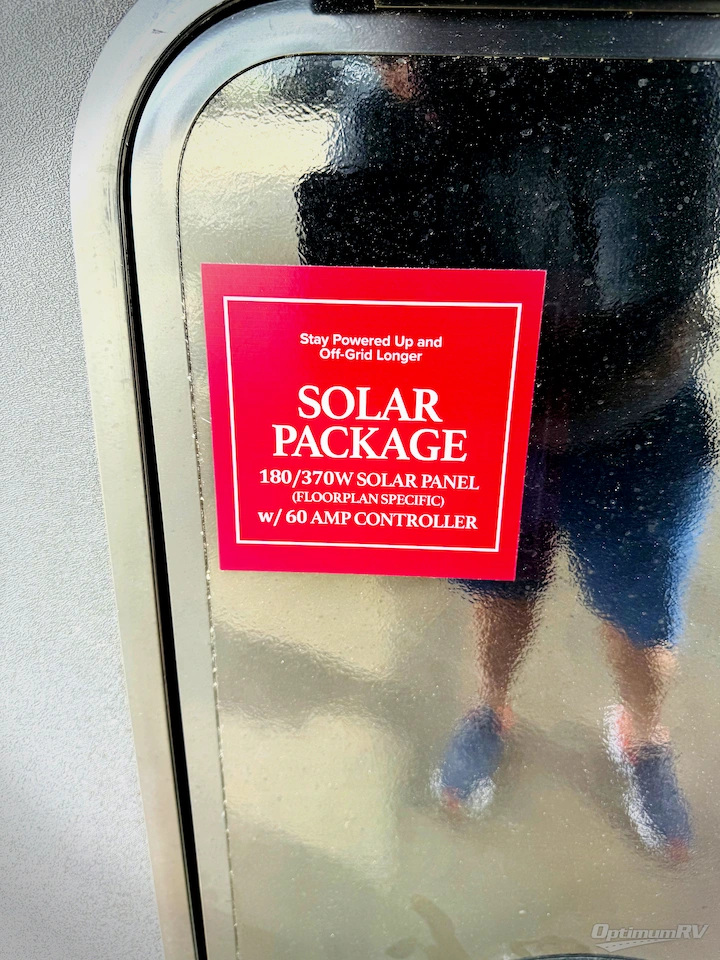 Stay Powered Up and
Off-Grid Longer
SOLAR
PACKAGE
180/370W SOLAR PANEL
(FLOORPLAN SPECIFIC)
w/ 60 AMP CONTROLLER
OptimumRV